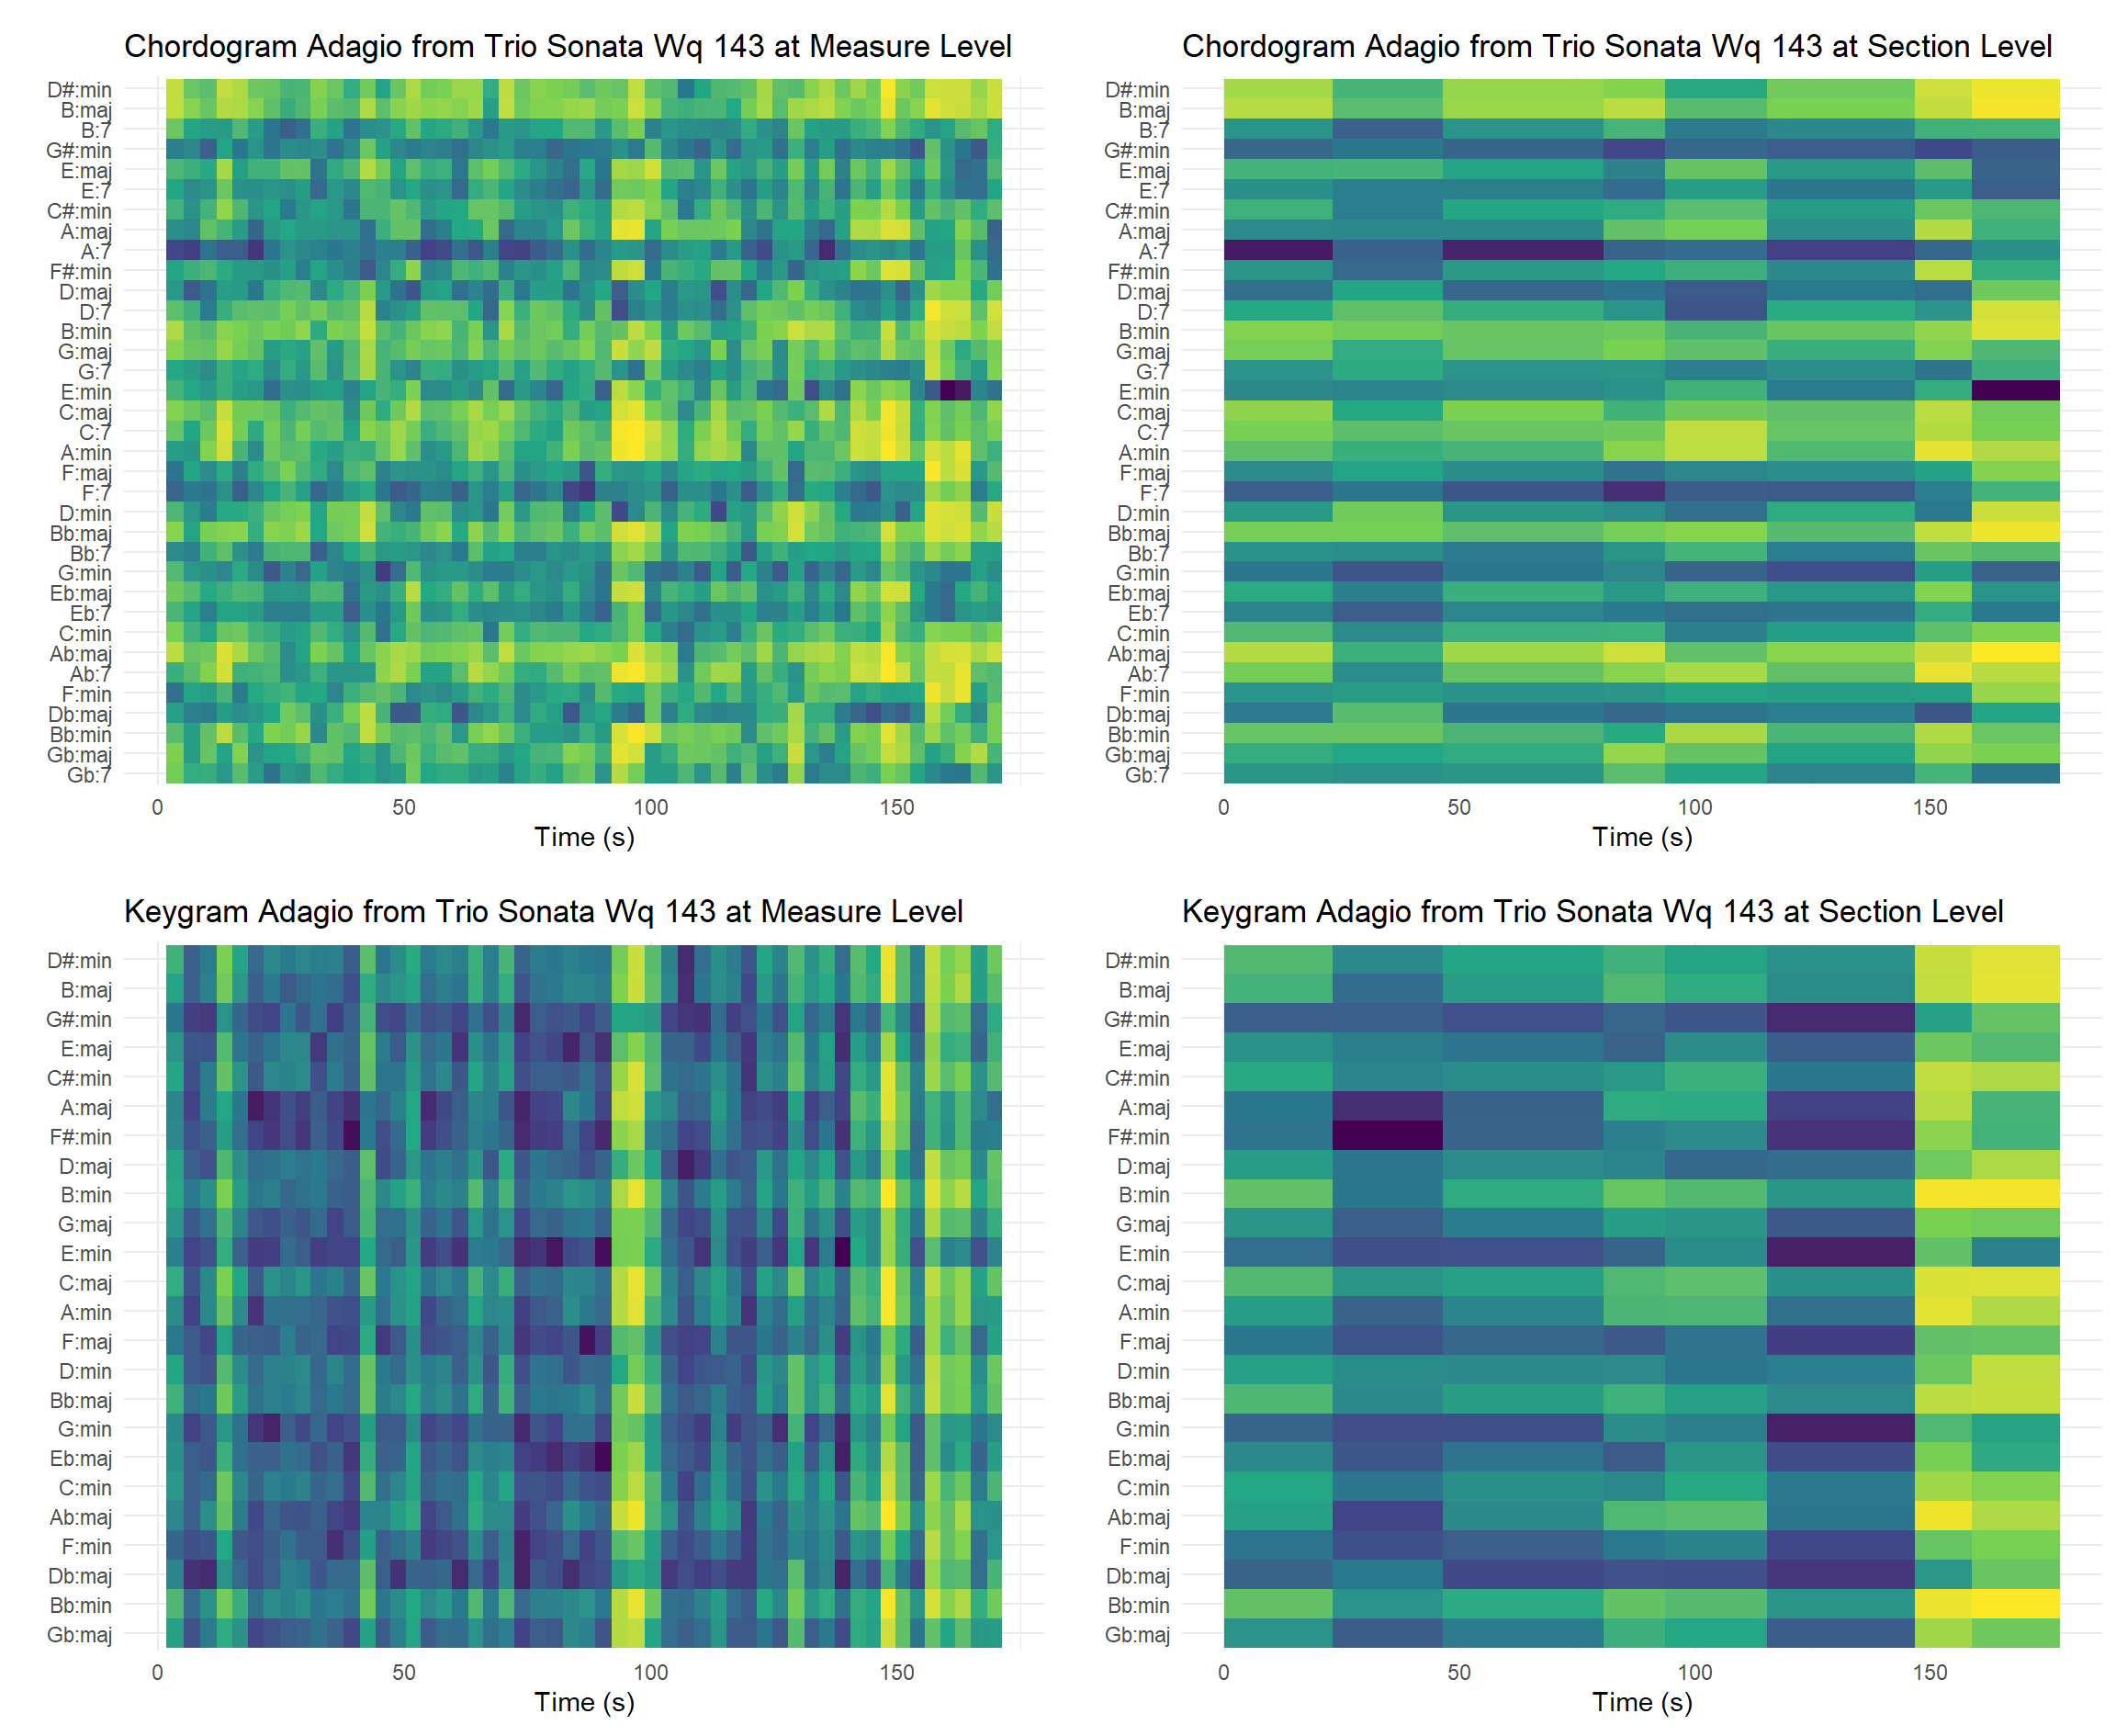 Chordogram Adagio from Trio Sonata Wq 143 at Measure Level
D#:min
B:maj
B:7
G#:min
E:maj
E:7
C#:min
A:maj
A:7
F#:min
D:maj
D:7
B:min
G:maj
G:7
E:min
C:maj
C:7
A:min
F:maj
F:7
D:min
Bb:maj
Bb:7
G:min
Eb:maj
Eb:7
C:min
Ab:maj
Ab:7
F:min
Db:maj
Bb:min
Gb:maj
Gb:7
0 50 100 150
Time (s)
Chordogram Adagio from Trio Sonata Wq 143 at Section Level
D#:min
B:maj
B:7
G#:min
E:maj
E:7
C#:min
A:maj
A:7
F#:min
D:maj
D:7
B:min
G:maj
G:7
E:min
C:maj
C:7
A:min
F:maj
F:7
D:min
Bb:maj
Bb:7
G:min
Eb:maj
Eb:7
C:min
Ab:maj
Ab:7
F:min
Db:maj
Bb:min
Gb:maj
Gb:7
0 50 100 150
Time (s)
Keygram Adagio from Trio Sonata Wq 143 at Measure Level
D#:min
B:maj
G#:min
E:maj
C#:min
A:maj
F#:min
D:maj
B:min
G:maj
E:min
C:maj
A:min
F:maj
D:min
Bb:maj
G:min
Eb:maj
C:min
Ab:maj
F:min
Db:maj
Bb:min
Gb:maj
0 50 100 150
Time (s)
Keygram Adagio from Trio Sonata Wq 143 at Section Level
D#:min
B:maj
G#:min
E:maj
C#:min
A:maj
F#:min
D:maj
B:min
G:maj
E:min
C:maj
A:min
F:maj
D:min
Bb:maj
G:min
Eb:maj
C:min
Ab:maj
F:min
Db:maj
Bb:min
Gb:maj
0 50 100 150
Time (s)